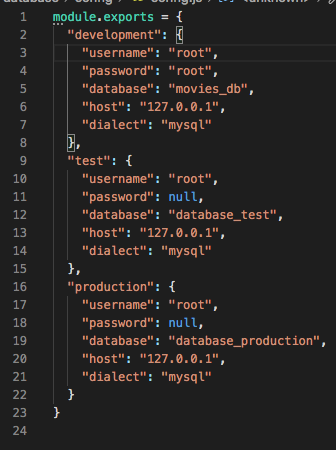 database > config > config.js > <unknown>
1 module.exports = {
2 "development": {
3 "username": "root",
4 "password": "root",
5 "database": "movies_db",
6 "host": "127.0.0.1",
7 "dialect": "mysql"
8 },
9 "test": {
10 "username": "root",
11 "password": null,
12 "database": "database_test",
13 "host": "127.0.0.1",
14 "dialect": "mysql"
15 },
16 "production": {
17 "username": "root",
18 "password": null,
19 "database": "database_production",
20 "host": "127.0.0.1",
21 "dialect": "mysql"
22 }
23 }
24